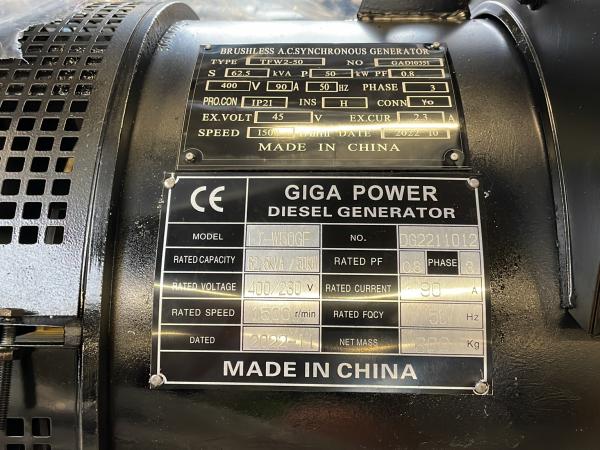 BRUSHLESS A.C.SYNCHRONOUS GENERATOR
TYPE TFW2-50 NO GAD10351
S 62.5 kVA P 50 kW PF 0.8
400 V 90 A 50 HZ PHASE 3
PRO.CON IP21 INS H CONN Yo
EX.VOLT 45 V EX.CUR 2.3 A
SPEED DATE 2022 10
MADE IN CHINA
CE
GIGA POWER
DIESEL GENERATOR
MODEL NO. DG2211012
RATED CAPACITY RATED PF 0.8 PHASE 3
RATED VOLTAGE 400/230 V RATED CURRENT 90 A
RATED SPEED 1500 r/min RATED FQCY 50 Hz
DATED 2022-11 NET MASS Kg
MADE IN CHINA